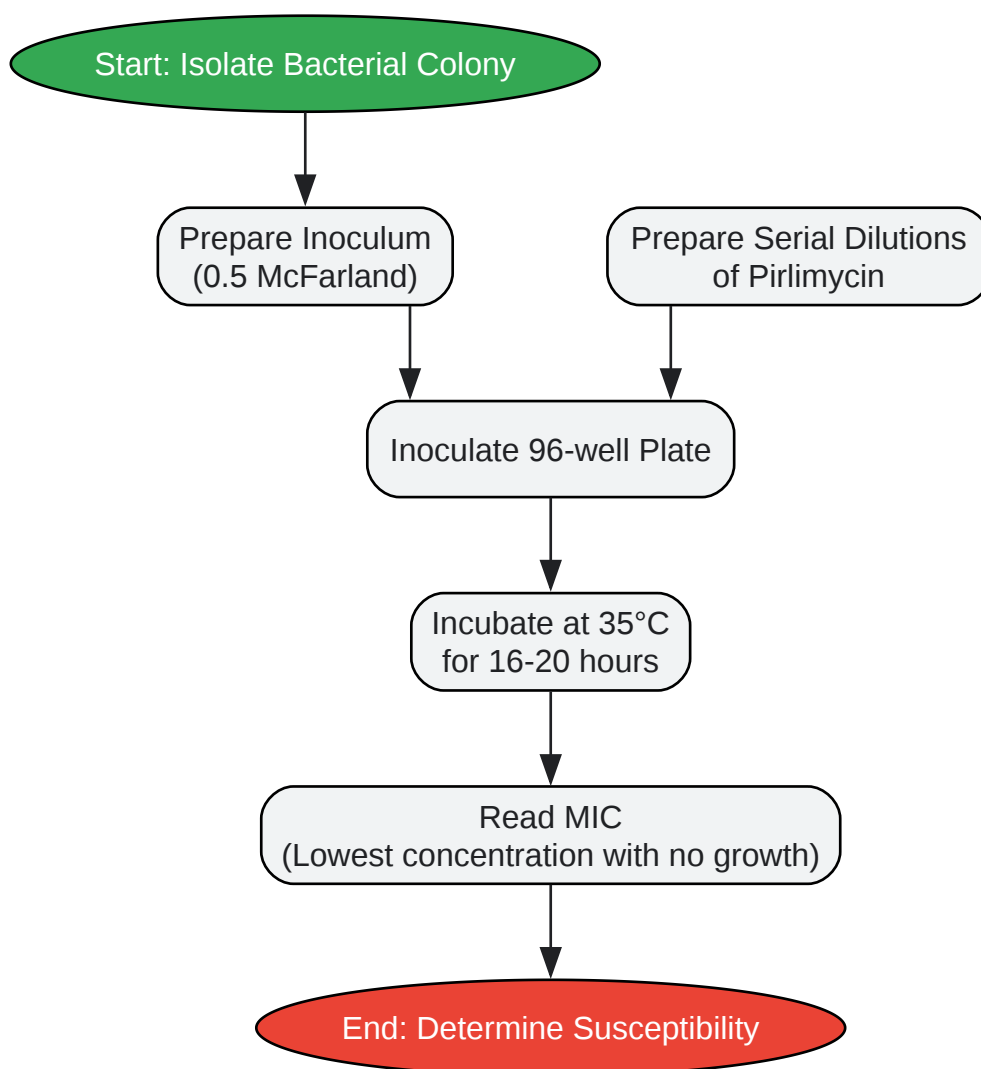 Start: Isolate Bacterial Colony
Prepare Inoculum
(0.5 McFarland)
Prepare Serial Dilutions
of Pirlimycin
Inoculate 96-well Plate
Incubate at 35°C
for 16-20 hours
Read MIC
(Lowest concentration with no growth)
End: Determine Susceptibility